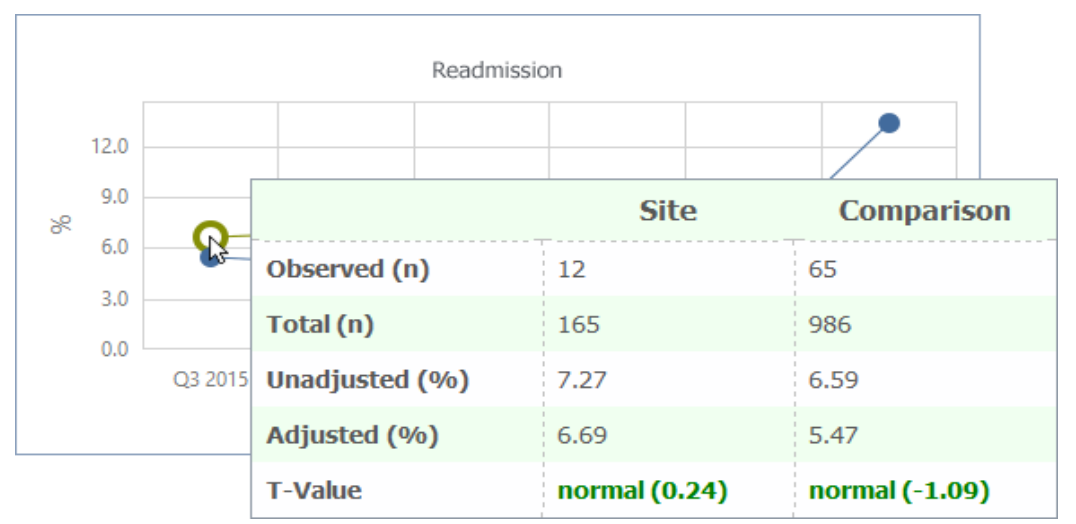 Readmission
12.0
9.0
6.0
3.0
0.0
%
Q3 2015
Site Comparison
Observed (n) 12 65
Total (n) 165 986
Unadjusted (%) 7.27 6.59
Adjusted (%) 6.69 5.47
T-Value normal (0.24) normal (-1.09)